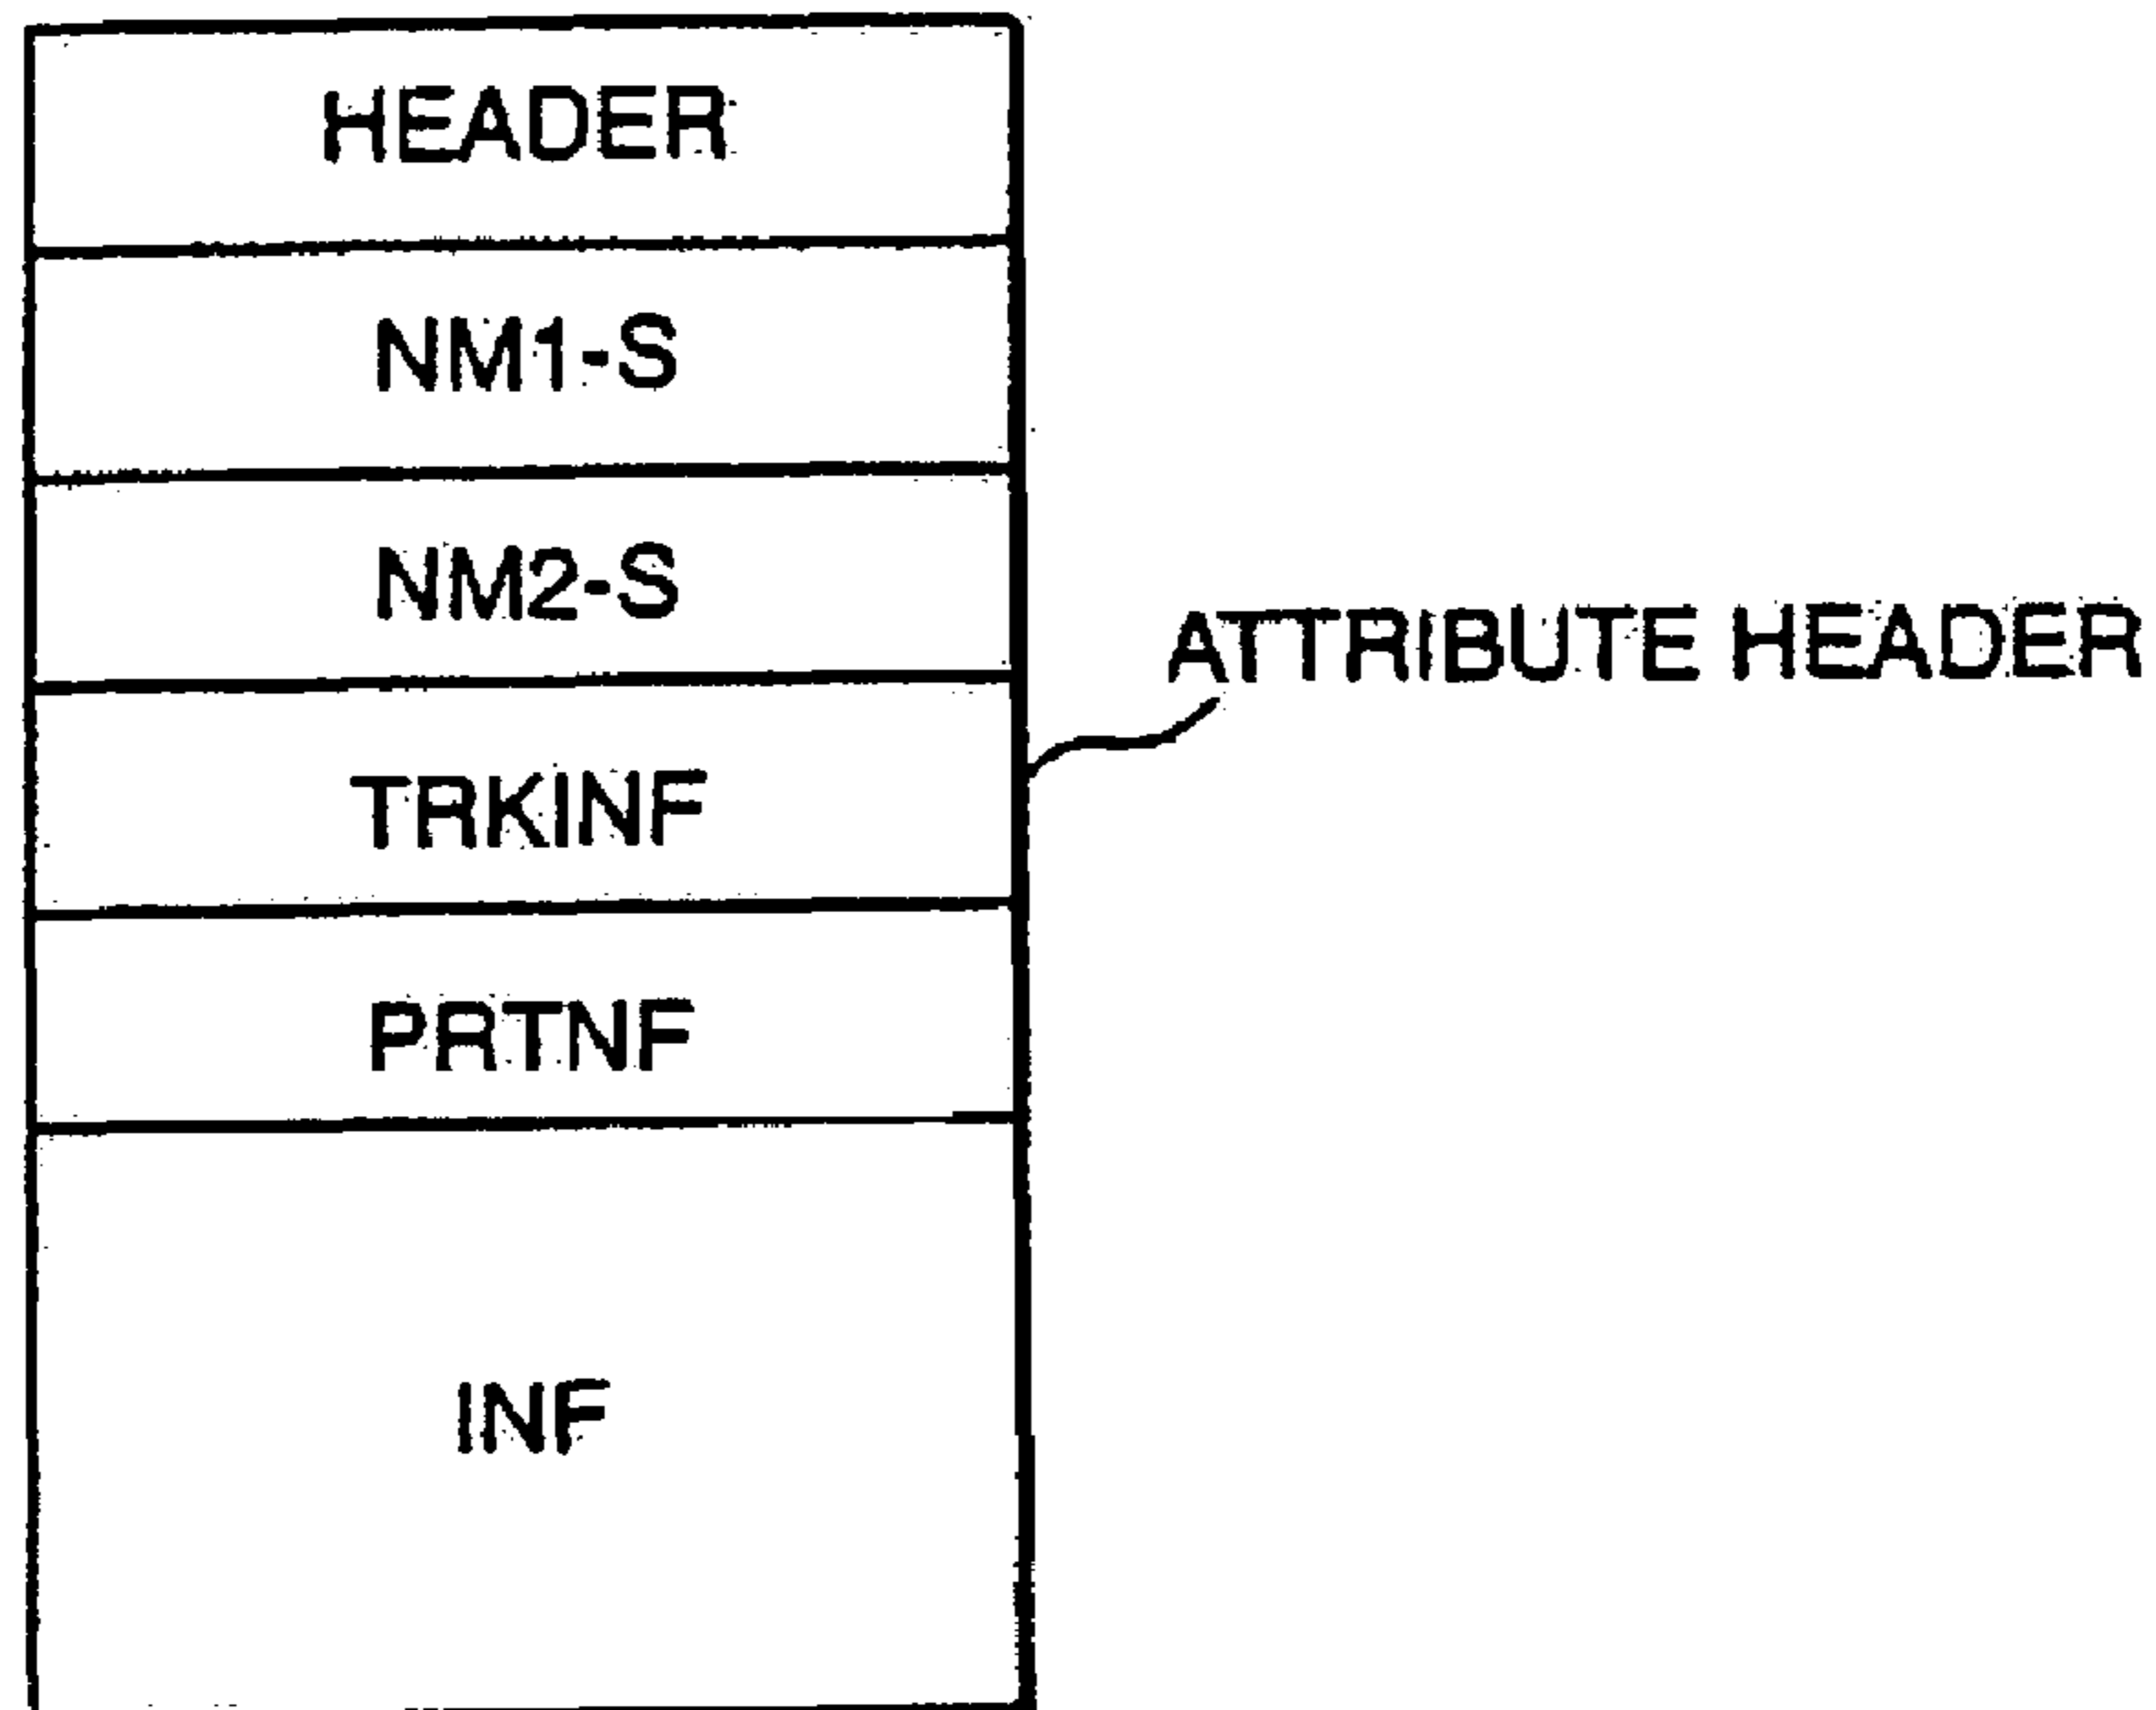 HEADER
NM1-S
NM2-S
ATTRIBUTE HEADER
TRKINF
PRTNF
INF